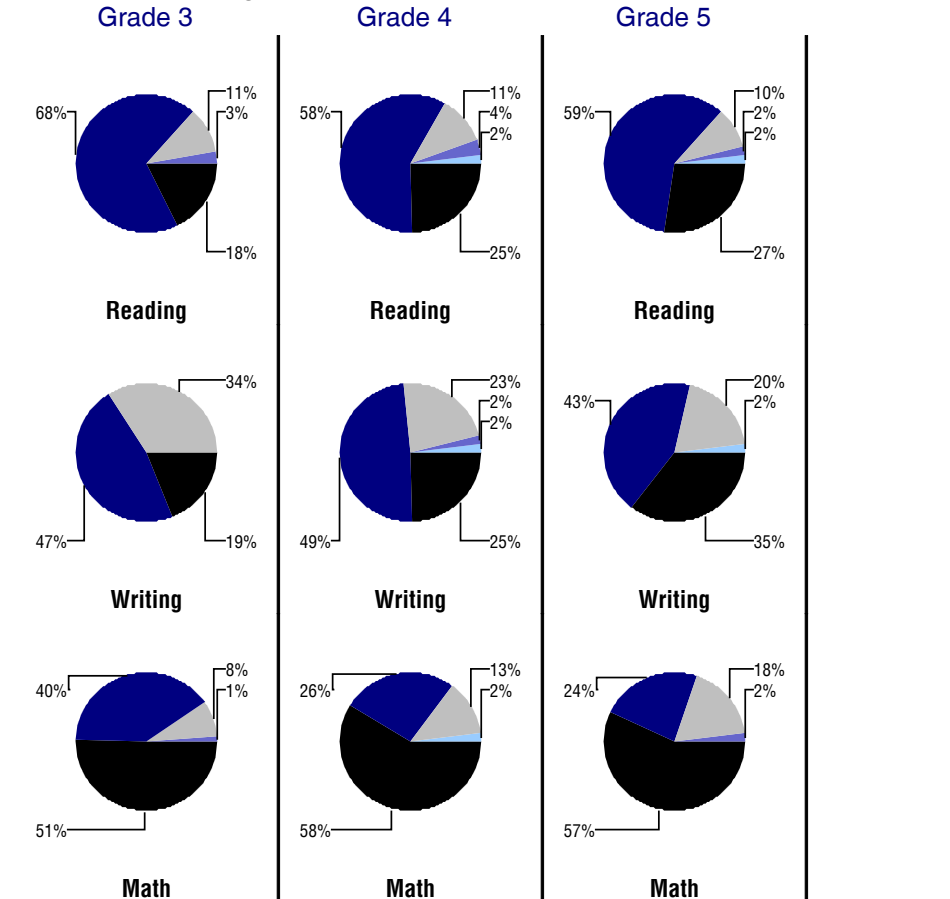 Grade 3 Grade 4 Grade 5
11% 11% 10%
68% 3% 58% 4% 59% 2%
2% 2%
18% 25% 27%
Reading Reading Reading
34% 23% 20%
2% 43% 2%
2%
47% 19% 49% 25% 35%
Writing Writing Writing
8% 13% 18%
40% 1% 26% 2% 24% 2%
51% 58% 57%
Math Math Math